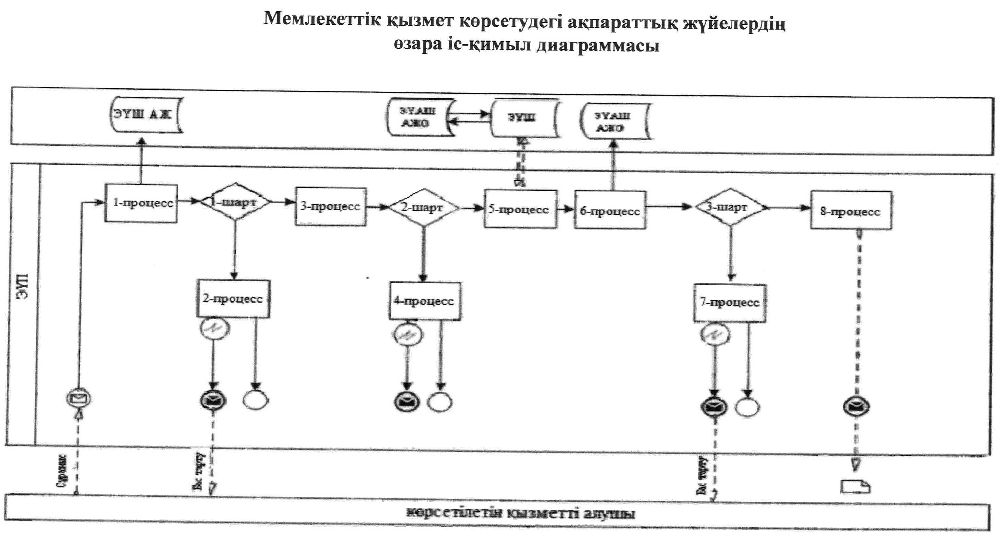 Мемлекеттік қызмет көрсетудегі ақпараттық жүйелердің
өзара іс-қимыл диаграммасы
ЭҮШ АЖ
ЭҮАШ
АЖО
ЭҮШ
ЭҮАШ
АЖО
1-процесс
1-шарт
3-процесс
2-шарт
5-процесс
6-процесс
3-шарт
8-процесс
ЭҮП
2-процесс
4-процесс
7-процесс
Сұраныс
Бас тарту
Бас тарту
көрсетілетін қызметті алушы